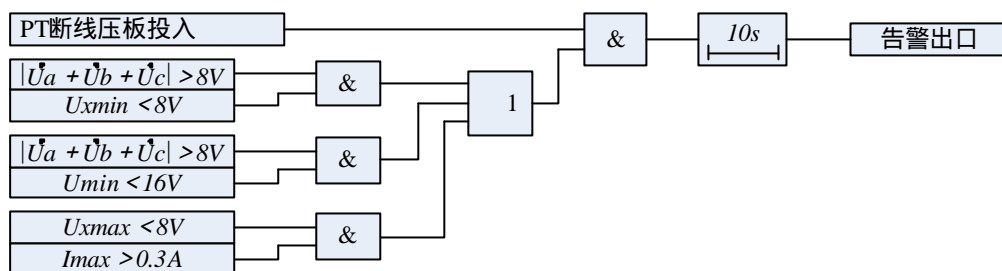 PT断线压板投入
&
10s
告警出口
|U̇a + U̇b + U̇c| >8V
&
Uxmin <8V
1
|U̇a + U̇b + U̇c| >8V
&
Umin <16V
Uxmax <8V
&
Imax >0.3A